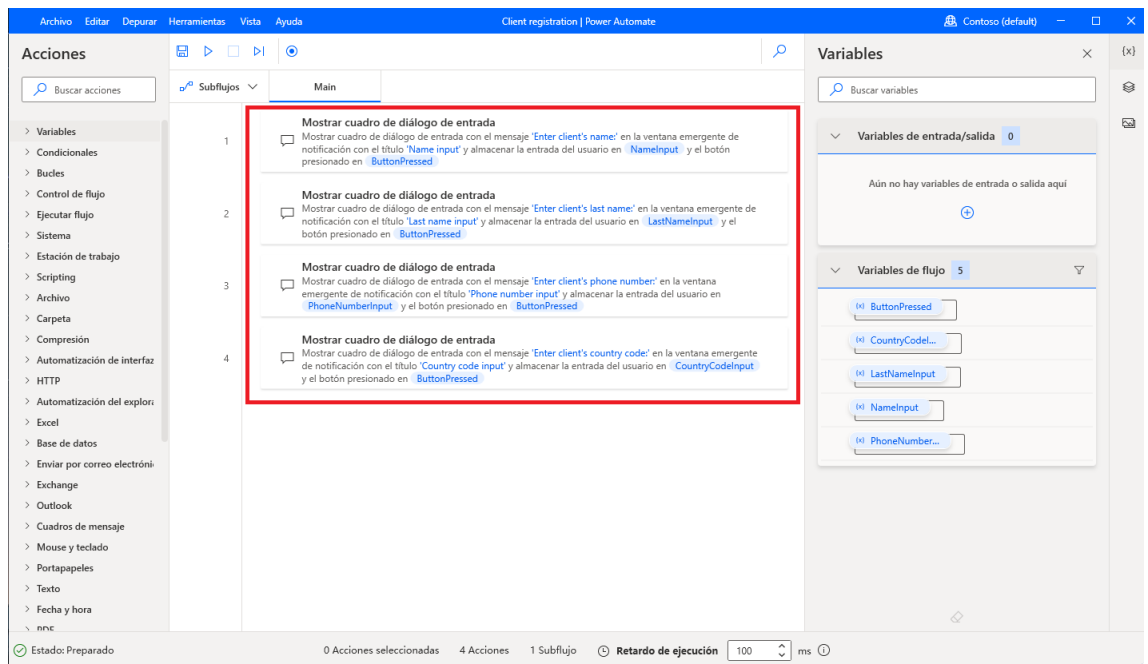 Archivo Editar Depurar Herramientas Vista Ayuda
Client registration | Power Automate
Contoso (default)
Acciones
Buscar acciones
Variables
Condicionales
Bucles
Control de flujo
Ejecutar flujo
Sistema
Estación de trabajo
Scripting
Archivo
Carpeta
Compresión
Automatización de interfaz
HTTP
Automatización del explora
Excel
Base de datos
Enviar por correo electróni
Exchange
Outlook
Cuadros de mensaje
Mouse y teclado
Portapapeles
Texto
Fecha y hora
PDF
Subflujos
Main
1
Mostrar cuadro de diálogo de entrada
Mostrar cuadro de diálogo de entrada con el mensaje 'Enter client's name:' en la ventana emergente de
notificación con el título 'Name input' y almacenar la entrada del usuario en NameInput y el botón
presionado en ButtonPressed
2
Mostrar cuadro de diálogo de entrada
Mostrar cuadro de diálogo de entrada con el mensaje 'Enter client's last name:' en la ventana emergente de
notificación con el título 'Last name input' y almacenar la entrada del usuario en LastNameInput y el
botón presionado en ButtonPressed
3
Mostrar cuadro de diálogo de entrada
Mostrar cuadro de diálogo de entrada con el mensaje 'Enter client's phone number:' en la ventana
emergente de notificación con el título 'Phone number input' y almacenar la entrada del usuario en
PhoneNumberInput y el botón presionado en ButtonPressed
4
Mostrar cuadro de diálogo de entrada
Mostrar cuadro de diálogo de entrada con el mensaje 'Enter client's country code:' en la ventana emergente
de notificación con el título 'Country code input' y almacenar la entrada del usuario en CountryCodeInput
y el botón presionado en ButtonPressed
Variables
{x}
Buscar variables
Variables de entrada/salida 0
Aún no hay variables de entrada o salida aquí
Variables de flujo 5
(x) ButtonPressed
(x) CountryCodeI...
(x) LastNameInput
(x) NameInput
(x) PhoneNumber...
Estado: Preparado
0 Acciones seleccionadas
4 Acciones
1 Subflujo
Retardo de ejecución
100
ms